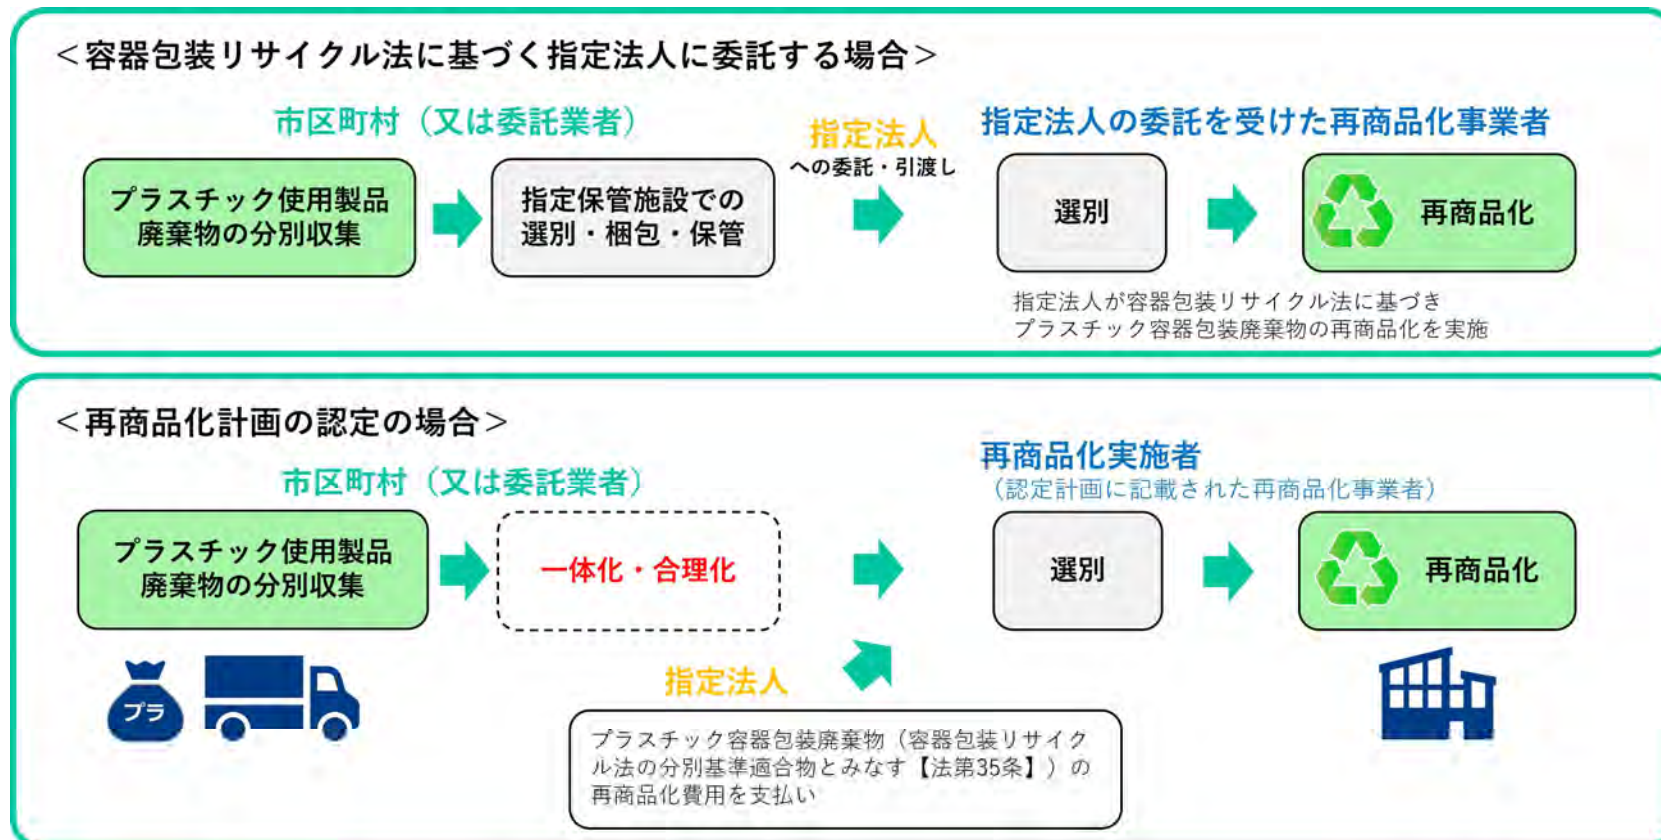 ＜容器包装リサイクル法に基づく指定法人に委託する場合＞
市区町村（又は委託業者）
指定法人
への委託・引渡し
指定法人の委託を受けた再商品化事業者
プラスチック使用製品
廃棄物の分別収集
指定保管施設での
選別・梱包・保管
選別
再商品化
指定法人が容器包装リサイクル法に基づき
プラスチック容器包装廃棄物の再商品化を実施
＜再商品化計画の認定の場合＞
市区町村（又は委託業者）
再商品化実施者
（認定計画に記載された再商品化事業者）
プラスチック使用製品
廃棄物の分別収集
一体化・合理化
選別
再商品化
プラ
指定法人
プラスチック容器包装廃棄物（容器包装リサイク
ル法の分別基準適合物とみなす【法第35条】）の
再商品化費用を支払い